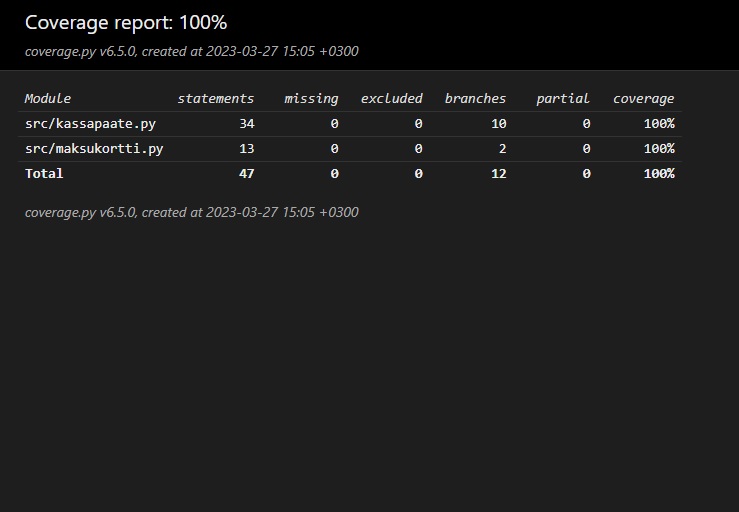 Coverage report: 100%
coverage.py v6.5.0, created at 2023-03-27 15:05 +0300
Module statements missing excluded branches partial coverage
src/kassapaate.py 34 0 0 10 0 100%
src/maksukortti.py 13 0 0 2 0 100%
Total 47 0 0 12 0 100%
coverage.py v6.5.0, created at 2023-03-27 15:05 +0300